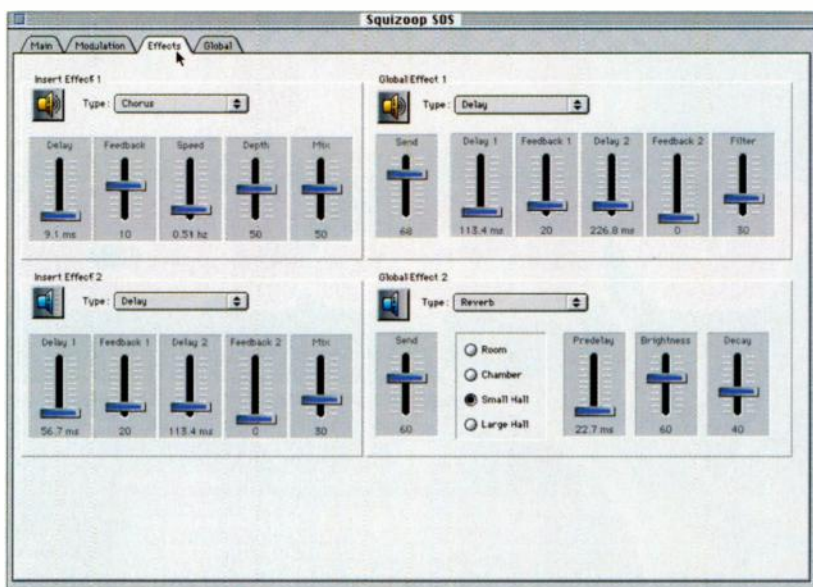 Squizoop SOS
Main Modulation Effects Global
Insert Effect 1
Type: Chorus
Delay Feedback Speed Depth Mix
9.1 ms 10 0.51 hz 50 50
Global Effect 1
Type: Delay
Send Delay 1 Feedback 1 Delay 2 Feedback 2 Filter
68 113.4 ms 20 226.8 ms 0 30
Insert Effect 2
Type: Delay
Delay 1 Feedback 1 Delay 2 Feedback 2 Mix
56.7 ms 20 113.4 ms 0 30
Global Effect 2
Type: Reverb
Send
60
Room
Chamber
Small Hall
Large Hall
Predelay Brightness Decay
22.7 ms 60 40